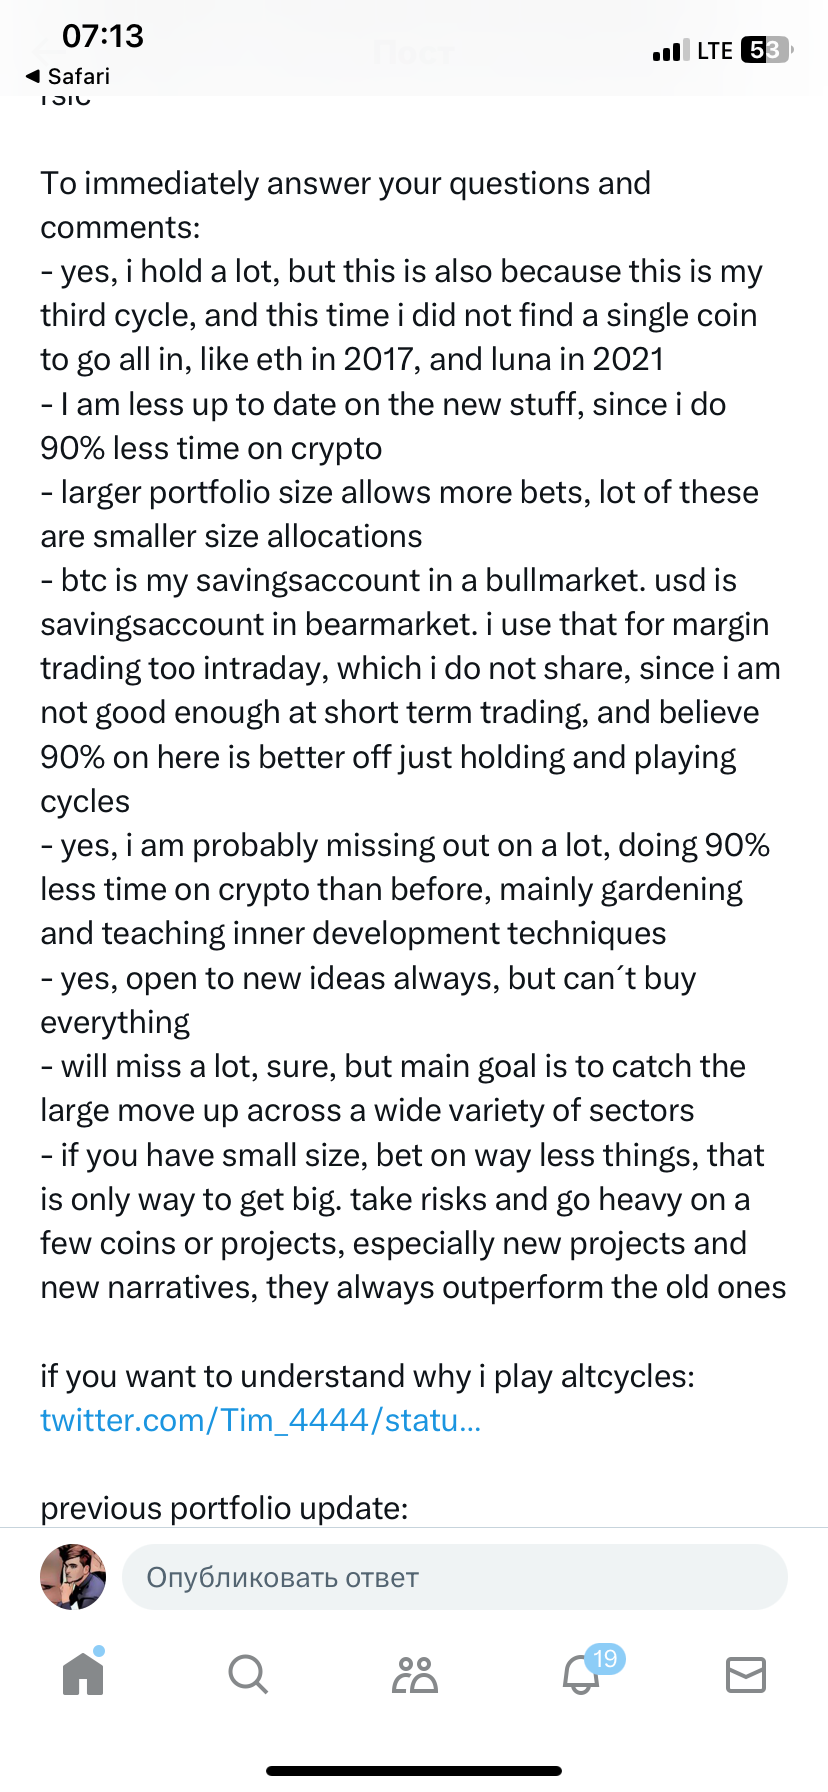 07:13
LTE 53
◀ Safari
Пост
rsic
To immediately answer your questions and
comments:
- yes, i hold a lot, but this is also because this is my
third cycle, and this time i did not find a single coin
to go all in, like eth in 2017, and luna in 2021
- I am less up to date on the new stuff, since i do
90% less time on crypto
- larger portfolio size allows more bets, lot of these
are smaller size allocations
- btc is my savingsaccount in a bullmarket. usd is
savingsaccount in bearmarket. i use that for margin
trading too intraday, which i do not share, since i am
not good enough at short term trading, and believe
90% on here is better off just holding and playing
cycles
- yes, i am probably missing out on a lot, doing 90%
less time on crypto than before, mainly gardening
and teaching inner development techniques
- yes, open to new ideas always, but can´t buy
everything
- will miss a lot, sure, but main goal is to catch the
large move up across a wide variety of sectors
- if you have small size, bet on way less things, that
is only way to get big. take risks and go heavy on a
few coins or projects, especially new projects and
new narratives, they always outperform the old ones
if you want to understand why i play altcycles:
twitter.com/Tim_4444/statu...
previous portfolio update:
Опубликовать ответ
19